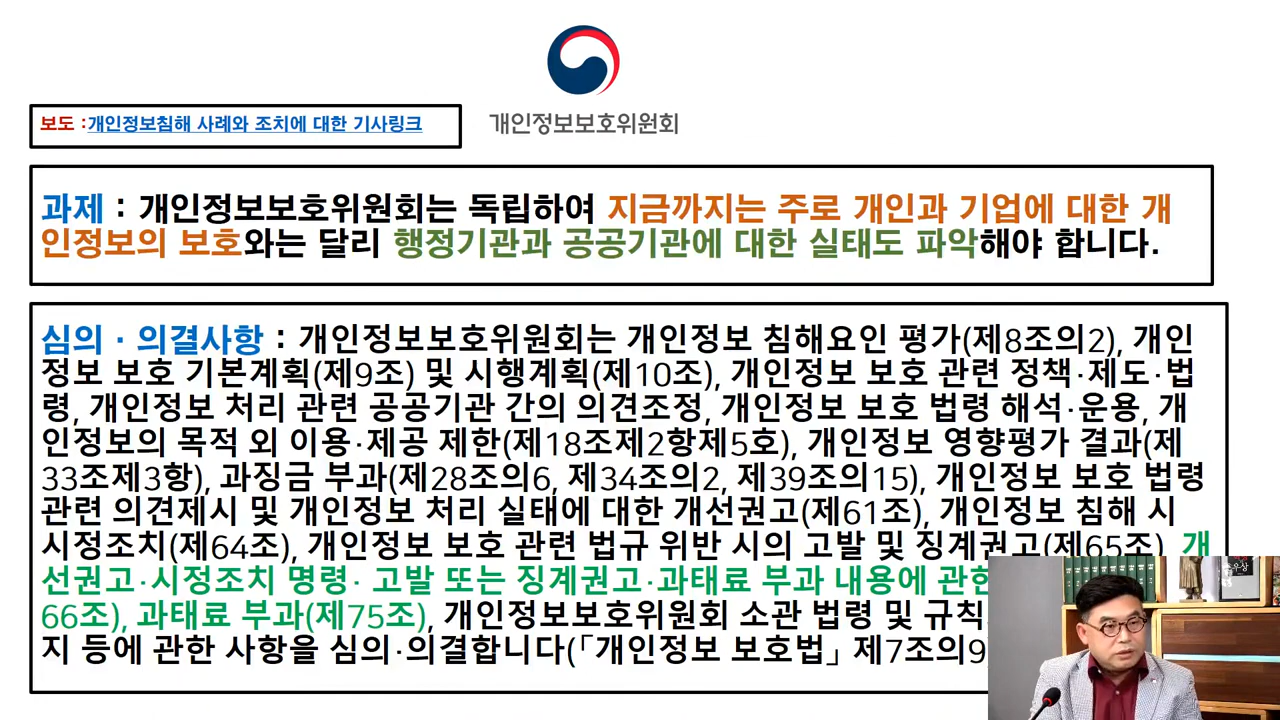 개인정보보호위원회
보도 :개인정보침해 사례와 조치에 대한 기사링크
과제 : 개인정보보호위원회는 독립하여 지금까지는 주로 개인과 기업에 대한 개
인정보의 보호와는 달리 행정기관과 공공기관에 대한 실태도 파악해야 합니다.
심의 · 의결사항 : 개인정보보호위원회는 개인정보 침해요인 평가(제8조의2), 개인
정보 보호 기본계획(제9조) 및 시행계획(제10조), 개인정보 보호 관련 정책·제도·법
령, 개인정보 처리 관련 공공기관 간의 의견조정, 개인정보 보호 법령 해석·운용, 개
인정보의 목적 외 이용·제공 제한(제18조제2항제5호), 개인정보 영향평가 결과(제
33조제3항), 과징금 부과(제28조의6, 제34조의2, 제39조의15), 개인정보 보호 법령
관련 의견제시 및 개인정보 처리 실태에 대한 개선권고(제61조), 개인정보 침해 시
시정조치(제64조), 개인정보 보호 관련 법규 위반 시의 고발 및 징계권고(제65조) 개
선권고·시정조치 명령· 고발 또는 징계권고·과태료 부과 내용에 관한
66조), 과태료 부과(제75조), 개인정보보호위원회 소관 법령 및 규칙
지 등에 관한 사항을 심의·의결합니다(「개인정보 보호법」 제7조의9